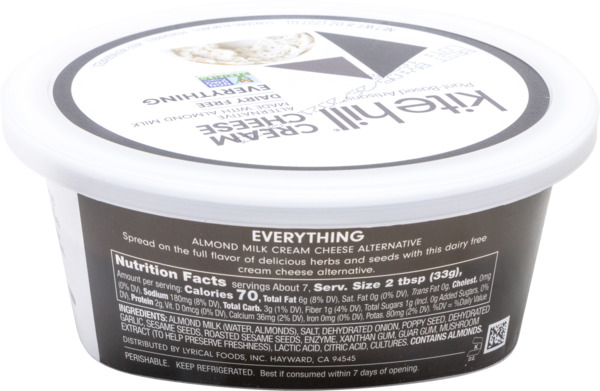 kite hill®
Plant-Based Artisans
CREAM
CHEESE
ALTERNATIVE
MADE WITH ALMOND MILK
DAIRY FREE
EVERYTHING
EVERYTHING
ALMOND MILK CREAM CHEESE ALTERNATIVE
Spread on the full flavor of delicious herbs and seeds with this dairy free
cream cheese alternative.
Nutrition Facts servings About 7, Serv. Size 2 tbsp (33g),
Amount per serving: Calories 70, Total Fat 6g (8% DV), Sat. Fat 0g (0% DV), Trans Fat 0g, Cholest. 0mg
(0% DV), Sodium 180mg (8% DV), Total Carb. 3g (1% DV), Fiber 1g (4% DV), Total Sugars 1g (Incl. 0g Added Sugars, 0%
DV), Protein 2g, Vit. D 0mcg (0% DV), Calcium 36mg (2% DV), Iron 0mg (0% DV), Potas. 80mg (2% DV). %DV = %Daily Value
INGREDIENTS: ALMOND MILK (WATER, ALMONDS), SALT, DEHYDRATED ONION, POPPY SEED, DEHYDRATED
GARLIC, SESAME SEEDS, ROASTED SESAME SEEDS, ENZYME, XANTHAN GUM, GUAR GUM, MUSHROOM
EXTRACT (TO HELP PRESERVE FRESHNESS), LACTIC ACID, CITRIC ACID, CULTURES. CONTAINS ALMONDS.
DISTRIBUTED BY LYRICAL FOODS, INC. HAYWARD, CA 94545
PERISHABLE. KEEP REFRIGERATED. Best if consumed within 7 days of opening.